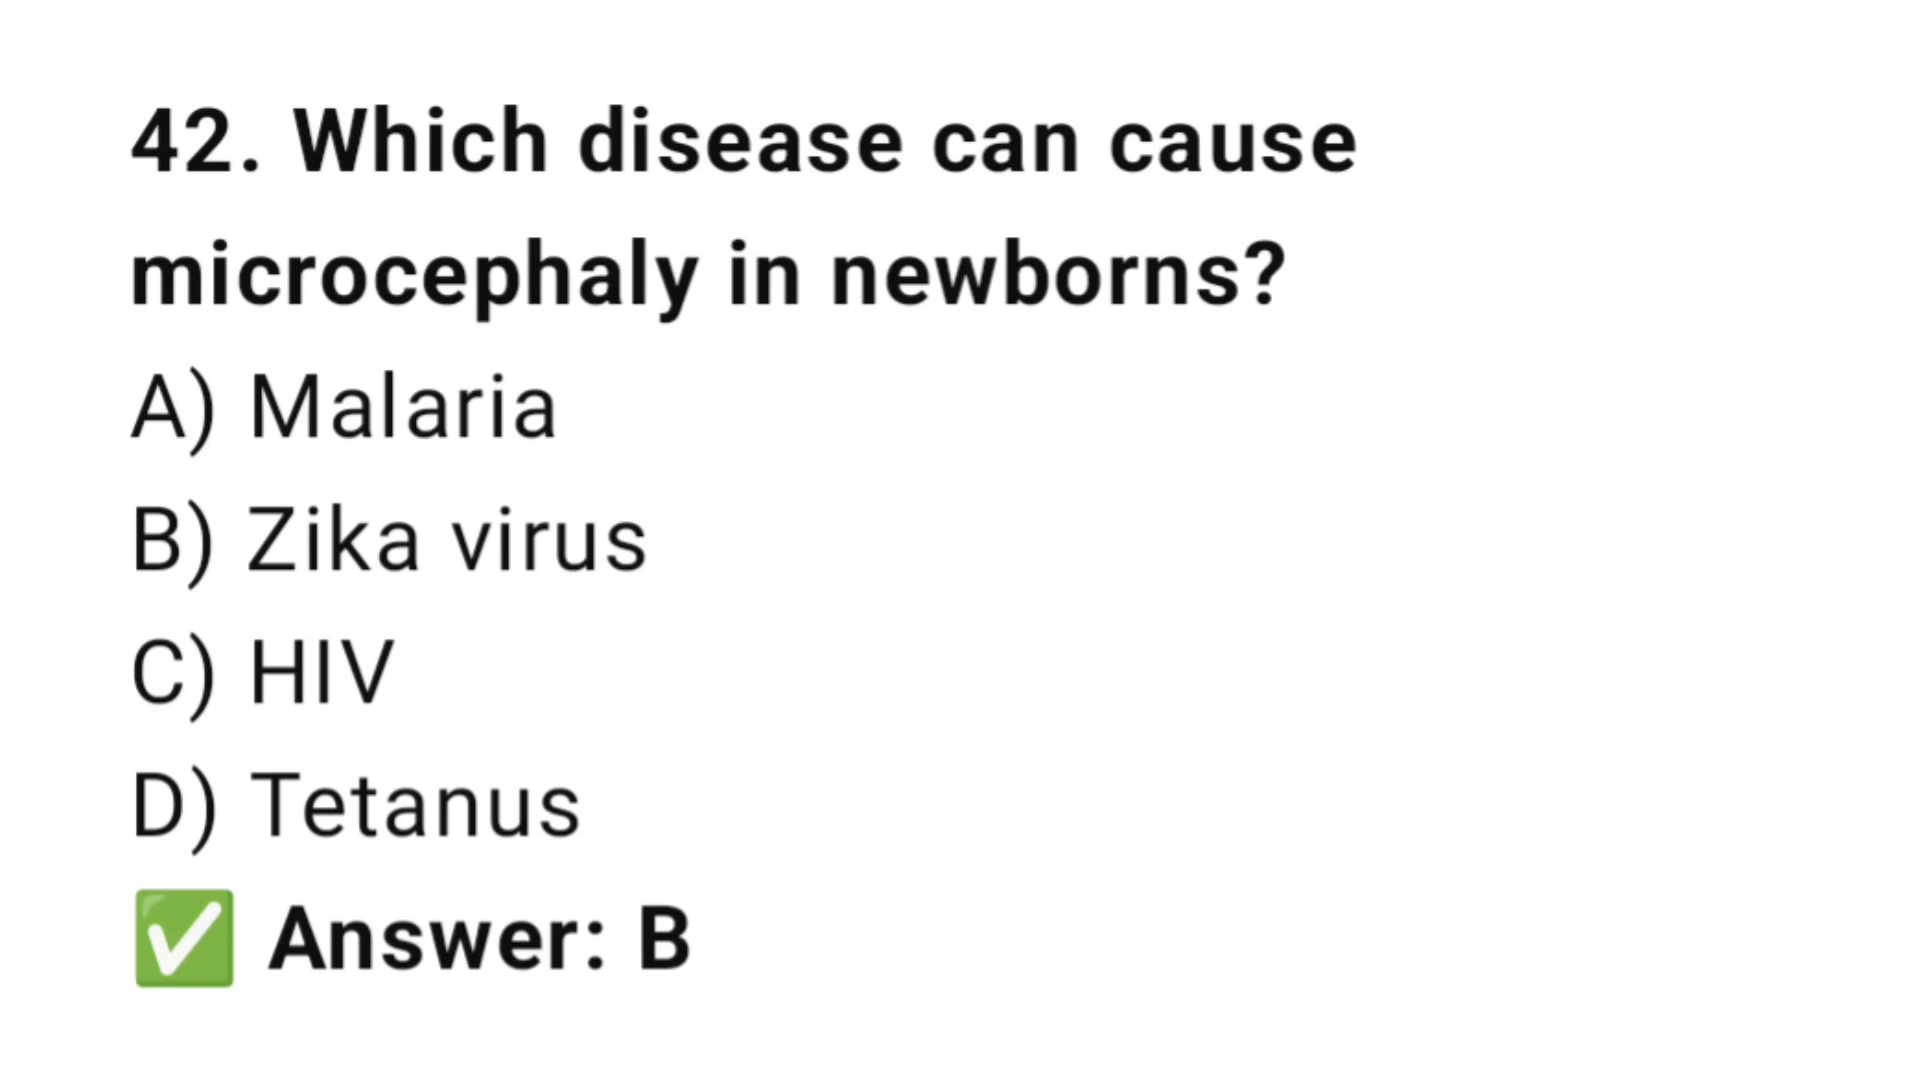 42. Which disease can cause
microcephaly in newborns?
A) Malaria
B) Zika virus
C) HIV
D) Tetanus
✅ Answer: B